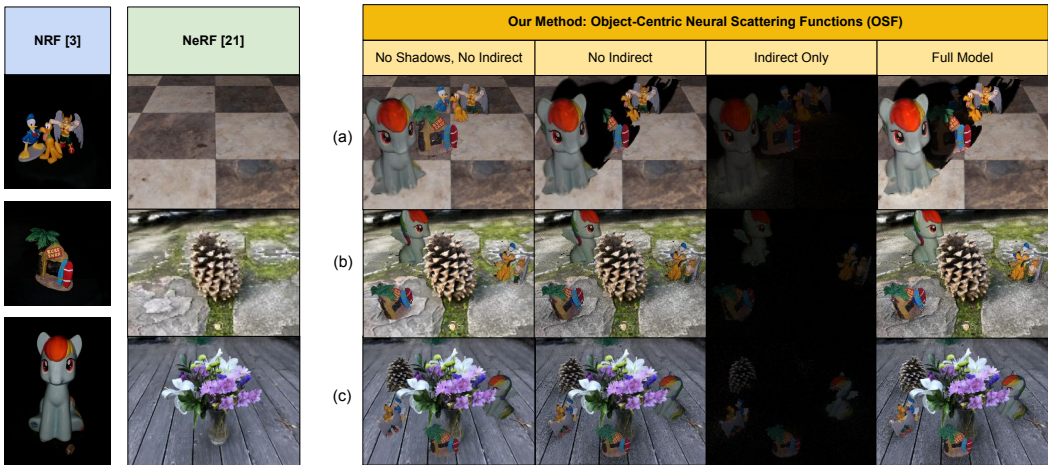 NRF [3]
NeRF [21]
Our Method: Object-Centric Neural Scattering Functions (OSF)
No Shadows, No Indirect
No Indirect
Indirect Only
Full Model
(a)
(b)
(c)